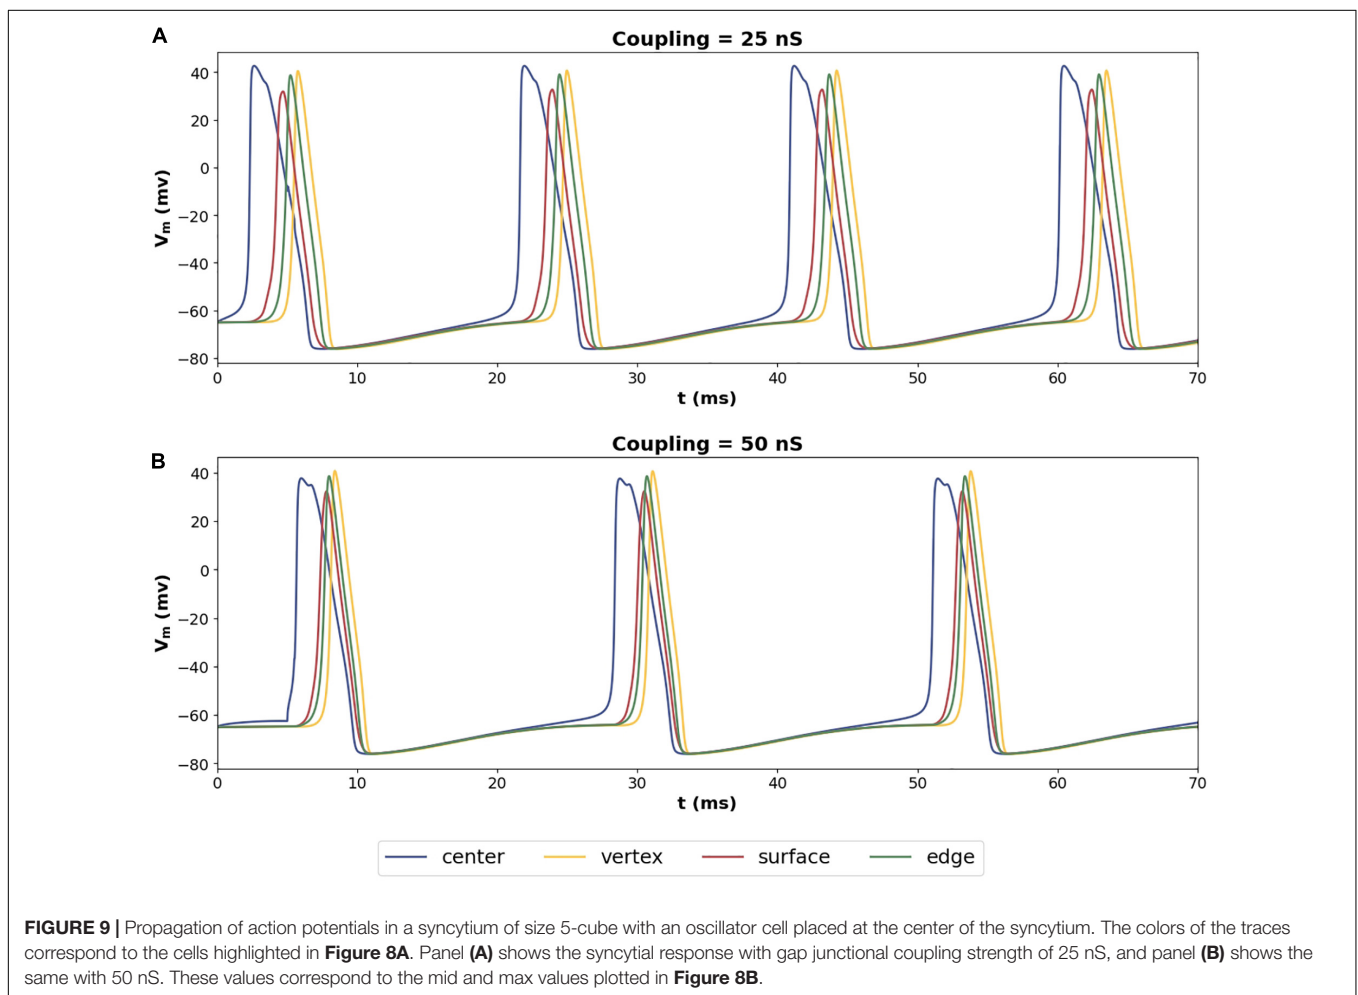 A
Coupling = 25 nS
40
20
0
−20
−40
−60
−80
Vm (mv)
0 10 20 30 40 50 60 70
t (ms)
B
Coupling = 50 nS
40
20
0
−20
−40
−60
−80
Vm (mv)
0 10 20 30 40 50 60 70
t (ms)
center vertex surface edge
FIGURE 9 | Propagation of action potentials in a syncytium of size 5-cube with an oscillator cell placed at the center of the syncytium. The colors of the traces
correspond to the cells highlighted in Figure 8A. Panel (A) shows the syncytial response with gap junctional coupling strength of 25 nS, and panel (B) shows the
same with 50 nS. These values correspond to the mid and max values plotted in Figure 8B.